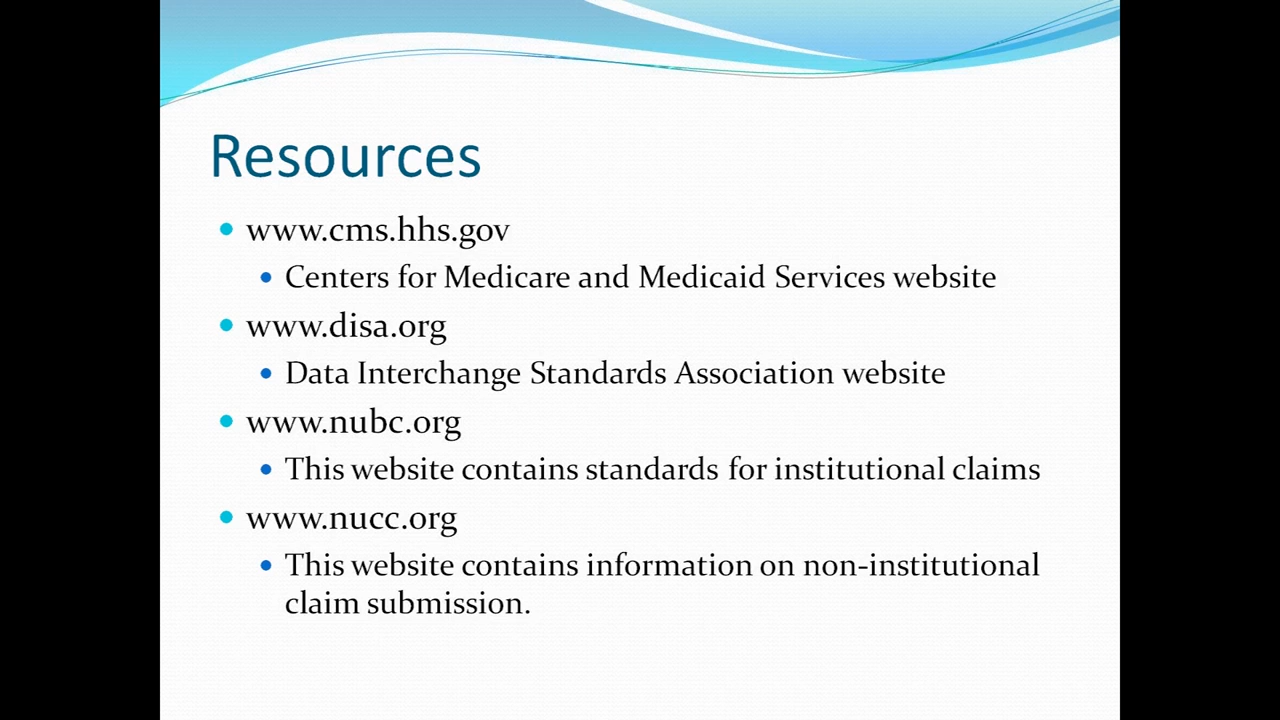 Resources
www.cms.hhs.gov
Centers for Medicare and Medicaid Services website
www.disa.org
Data Interchange Standards Association website
www.nubc.org
This website contains standards for institutional claims
www.nucc.org
This website contains information on non-institutional
claim submission.